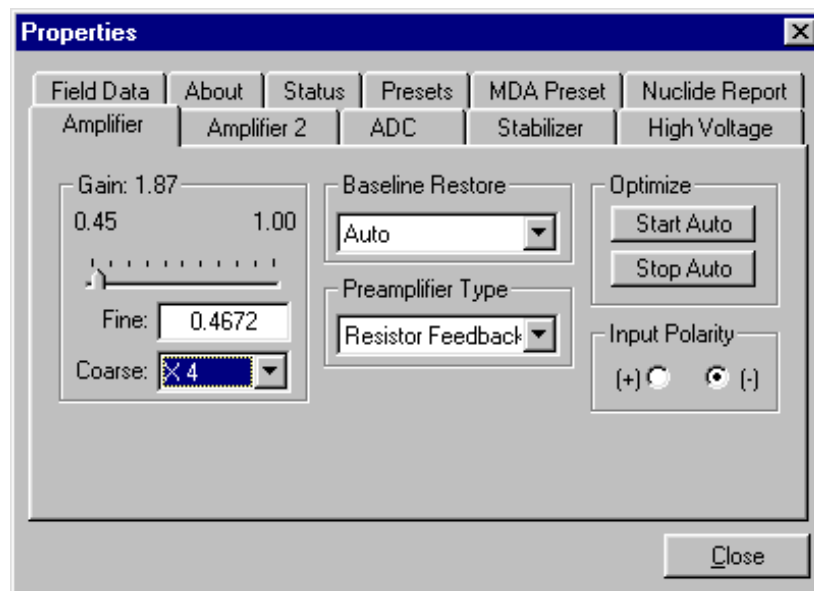 Properties
Field Data About Status Presets MDA Preset Nuclide Report
Amplifier Amplifier 2 ADC Stabilizer High Voltage
Gain: 1.87
0.45 1.00
Fine: 0.4672
Coarse: X 4
Baseline Restore
Auto
Preamplifier Type
Resistor Feedback
Optimize
Start Auto
Stop Auto
Input Polarity
(+) (-)
Close